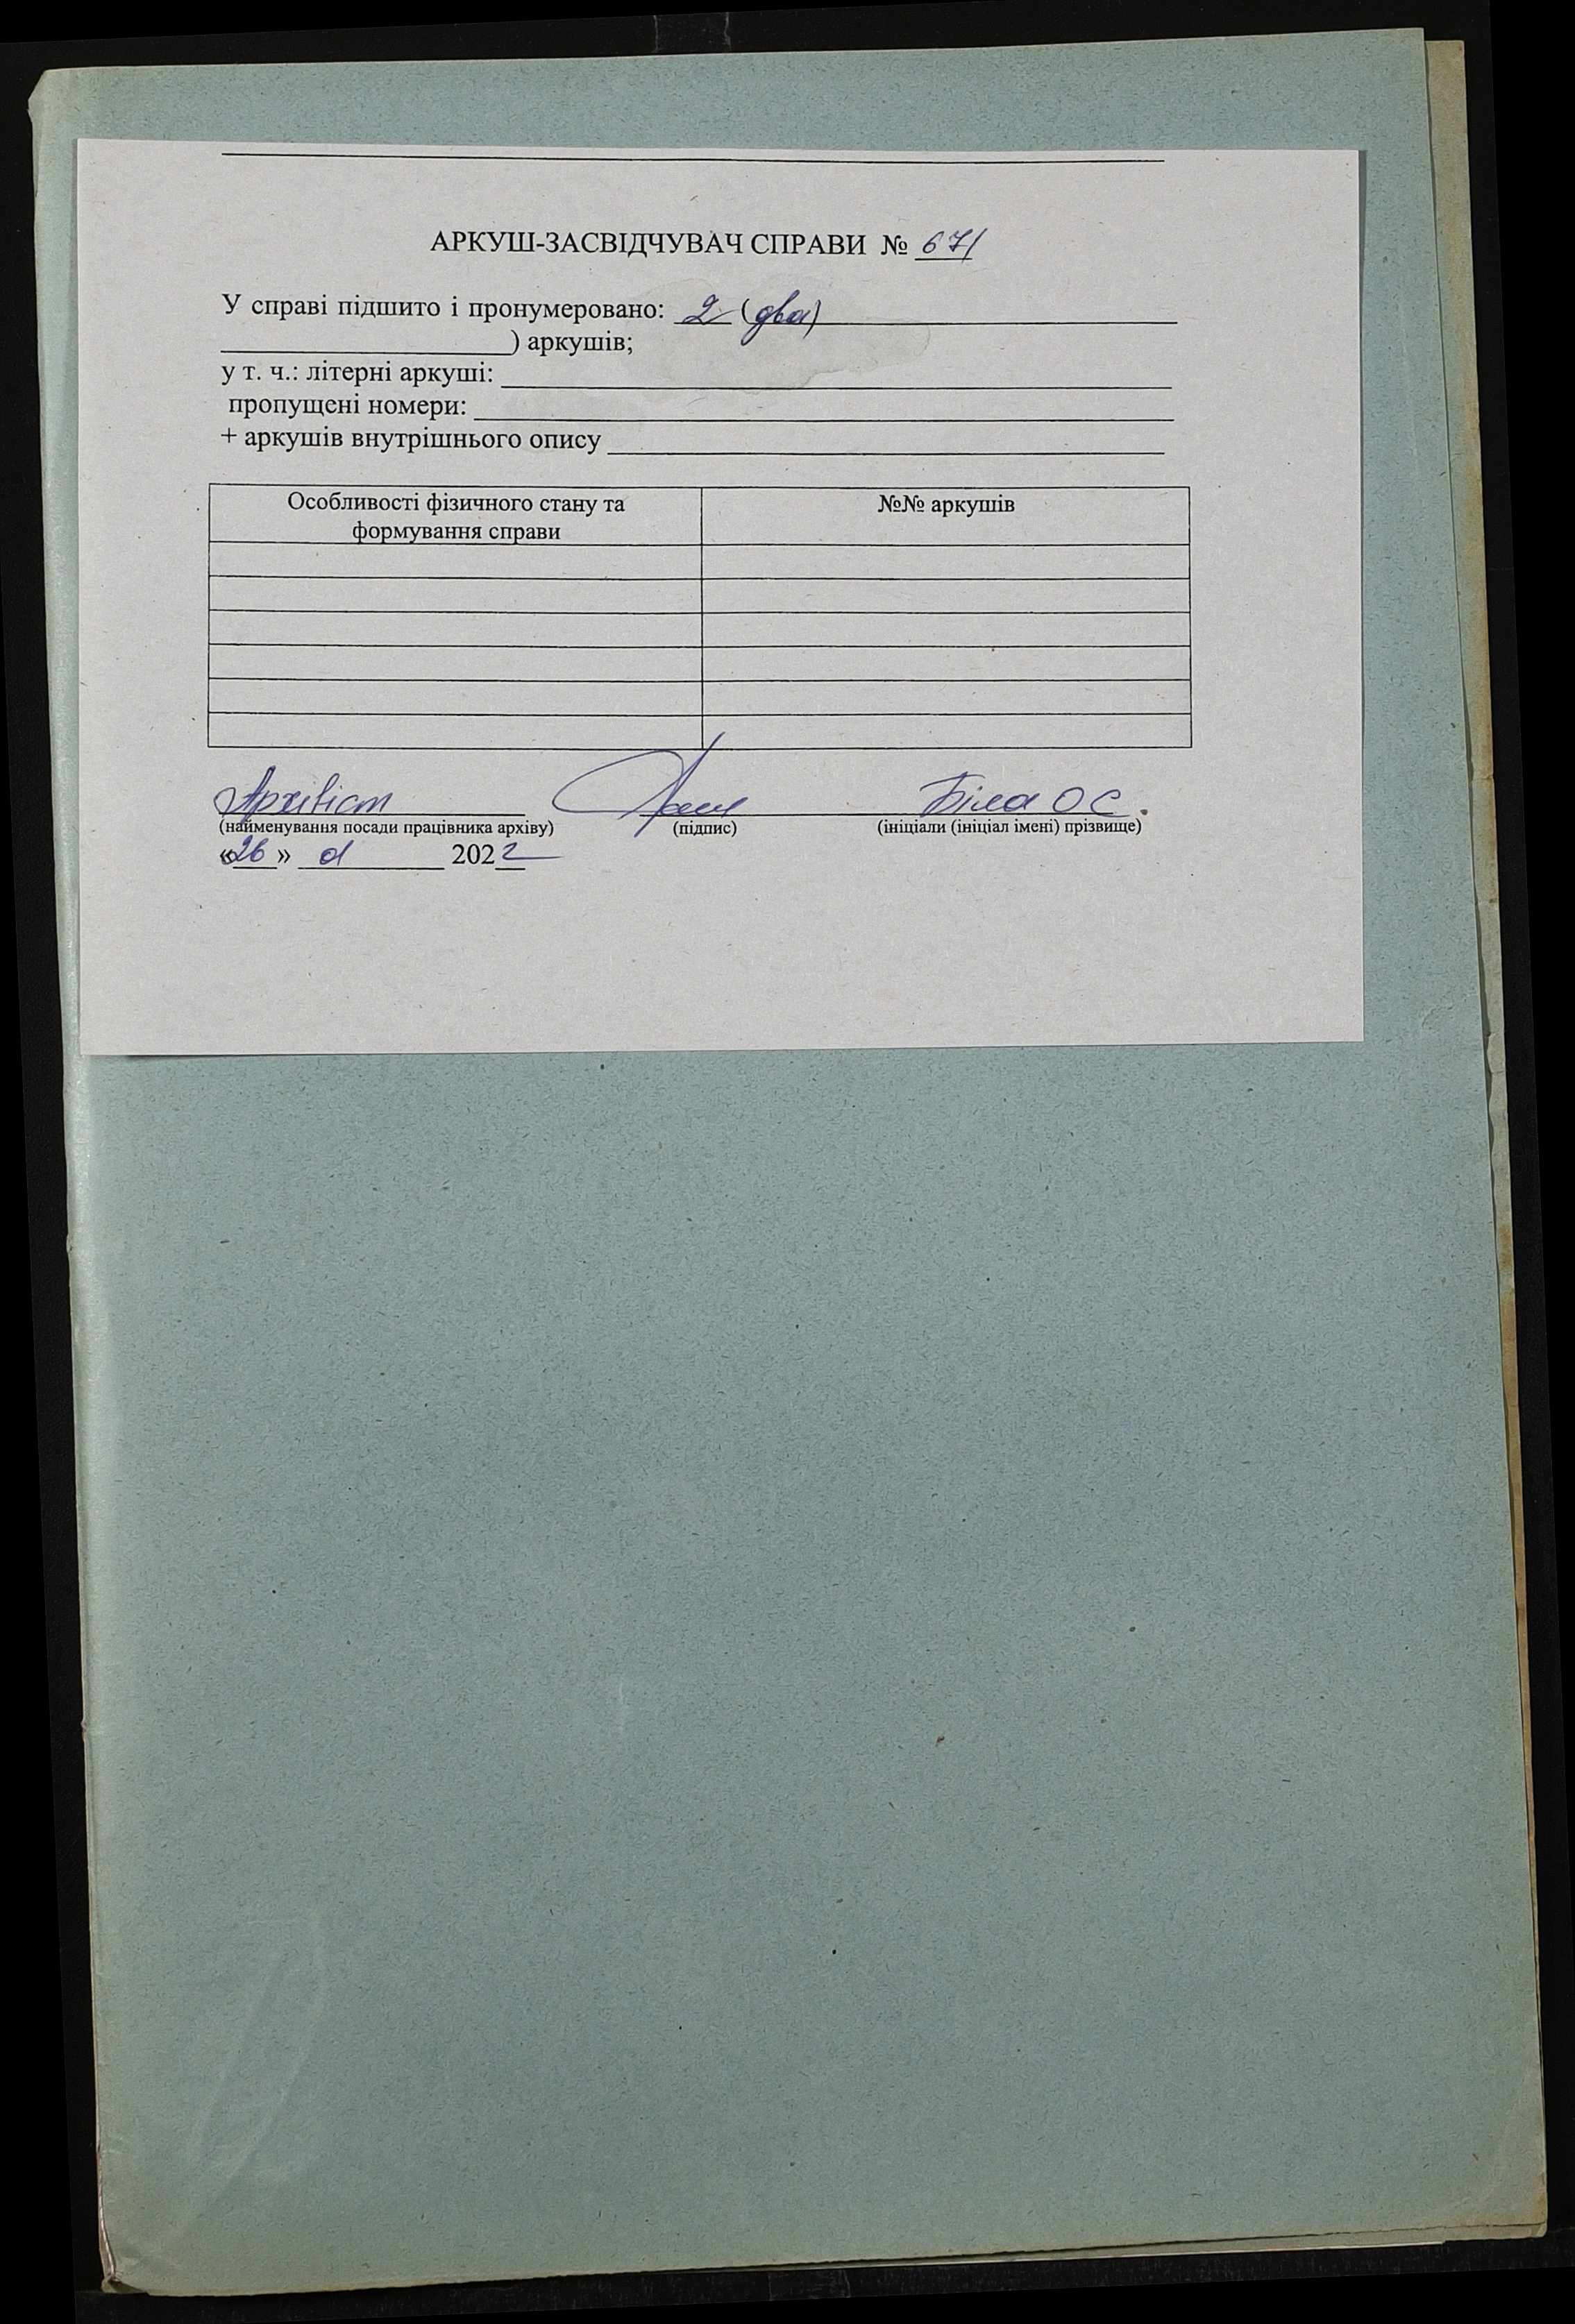 АРКУШ-ЗАСВІДЧУВАЧ СПРАВИ № 671
У справі підшито і пронумеровано: 2 (два)
) аркушів;
у т. ч.: літерні аркуші:
пропущені номери:
+ аркушів внутрішнього опису
Особливості фізичного стану та формування справи №№ аркушів
Архівіст Біла О С.
(найменування посади працівника архіву) (підпис) (ініціали (ініціал імені) прізвище)
«26» 2022